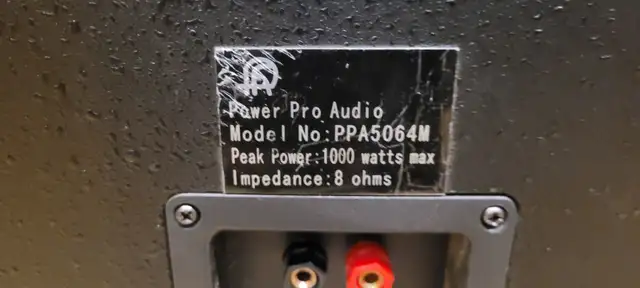 Power Pro Audio
Model No:PPA5064M
Peak Power:1000 watts max
Impedance:8 ohms